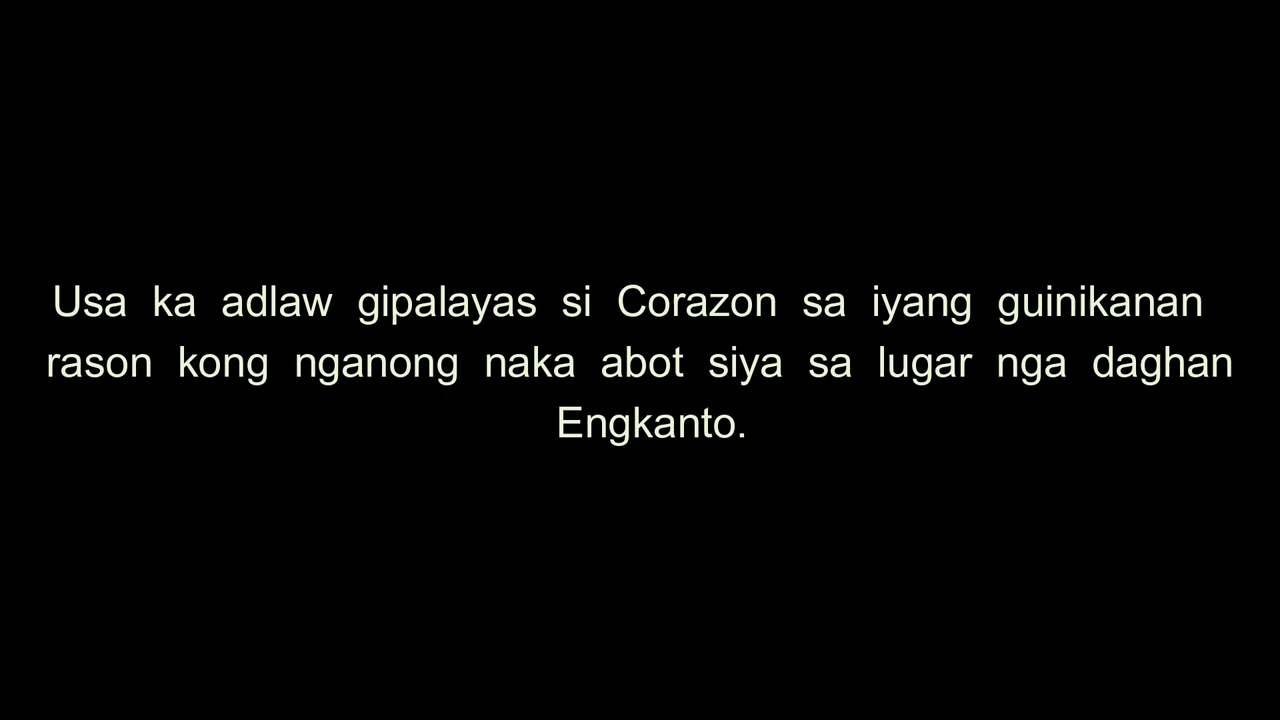 Usa ka adlaw gipalayas si Corazon sa iyang guinikanan
rason kong nganong naka abot siya sa lugar nga daghan
Engkanto.